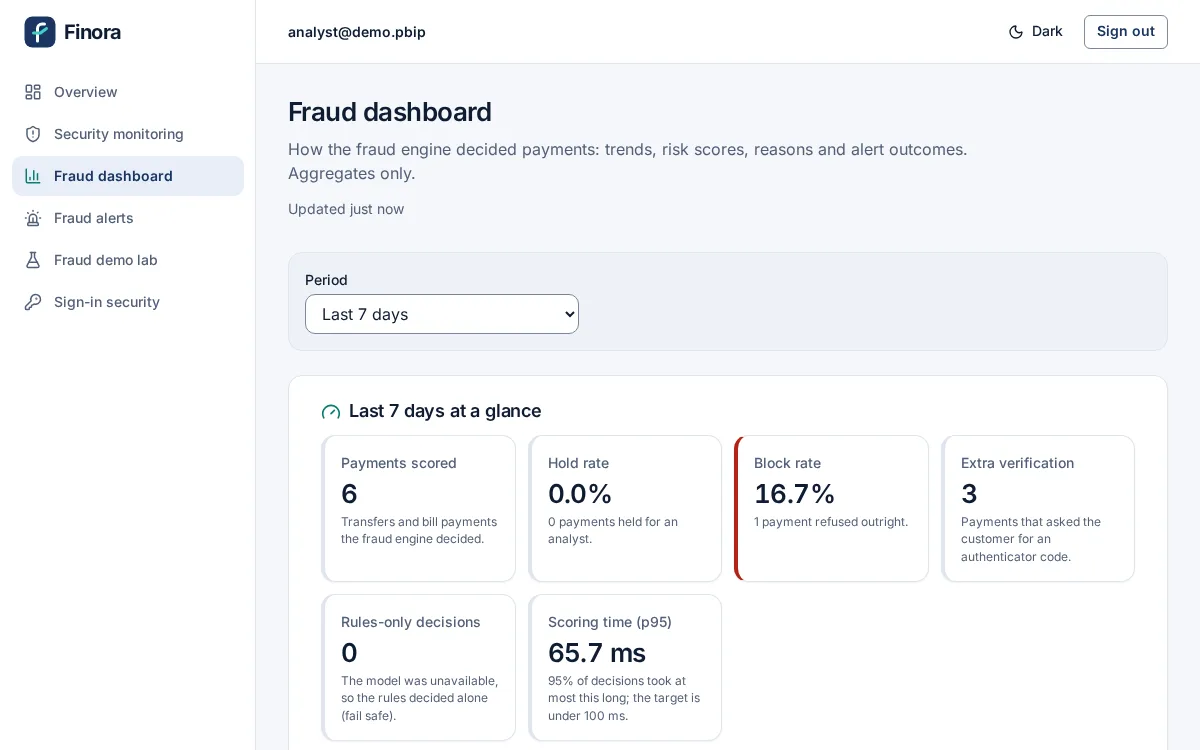 Finora
analyst@demo.pbip
Dark
Sign out
Overview
Security monitoring
Fraud dashboard
Fraud alerts
Fraud demo lab
Sign-in security
Fraud dashboard
How the fraud engine decided payments: trends, risk scores, reasons and alert outcomes.
Aggregates only.
Updated just now
Period
Last 7 days
Last 7 days at a glance
Payments scored
6
Transfers and bill payments
the fraud engine decided.
Hold rate
0.0%
0 payments held for an
analyst.
Block rate
16.7%
1 payment refused outright.
Extra verification
3
Payments that asked the
customer for an
authenticator code.
Rules-only decisions
0
The model was unavailable,
so the rules decided alone
(fail safe).
Scoring time (p95)
65.7 ms
95% of decisions took at
most this long; the target is
under 100 ms.